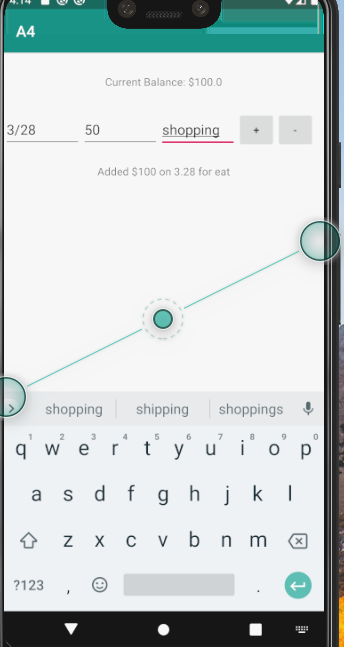 4:14
A4
Current Balance: $100.0
3/28 50 shopping + -
Added $100 on 3.28 for eat
shopping shipping shoppings
q1 w2 e3 r4 t5 y6 u7 i8 o9 p0
a s d f g h j k l
z x c v b n m
?123 , .